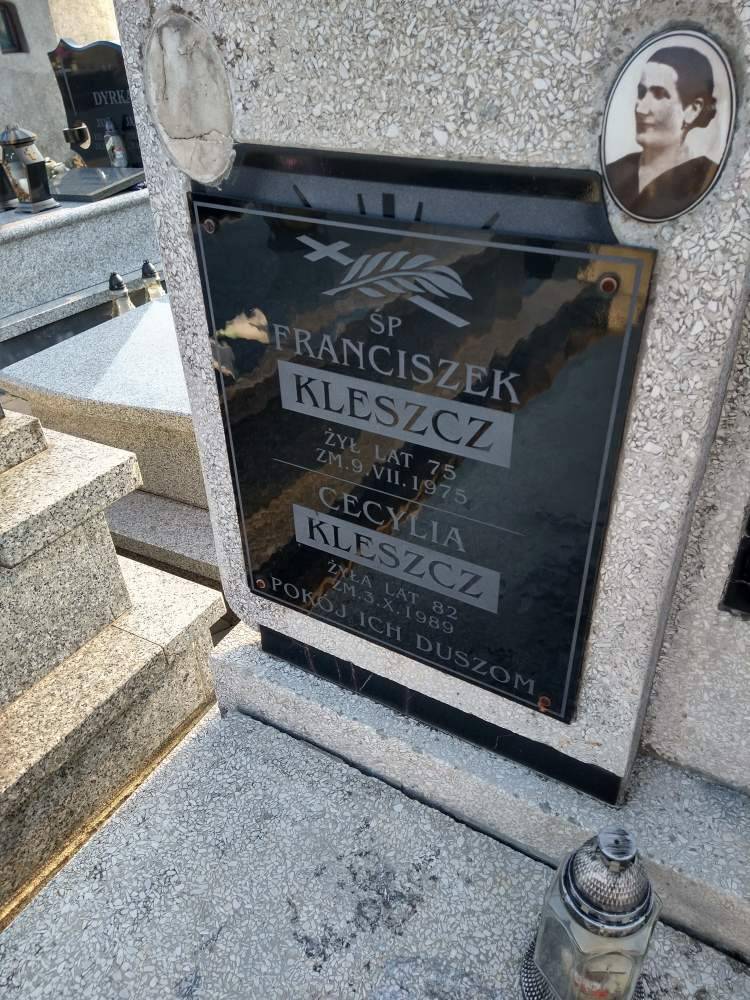 ŚP
FRANCISZEK
KLESZCZ
ŻYŁ LAT 75
ZM.9.VII.1975
CECYLIA
KLESZCZ
ŻYŁA LAT 82
ZM.3.X.1989
POKÓJ ICH DUSZOM